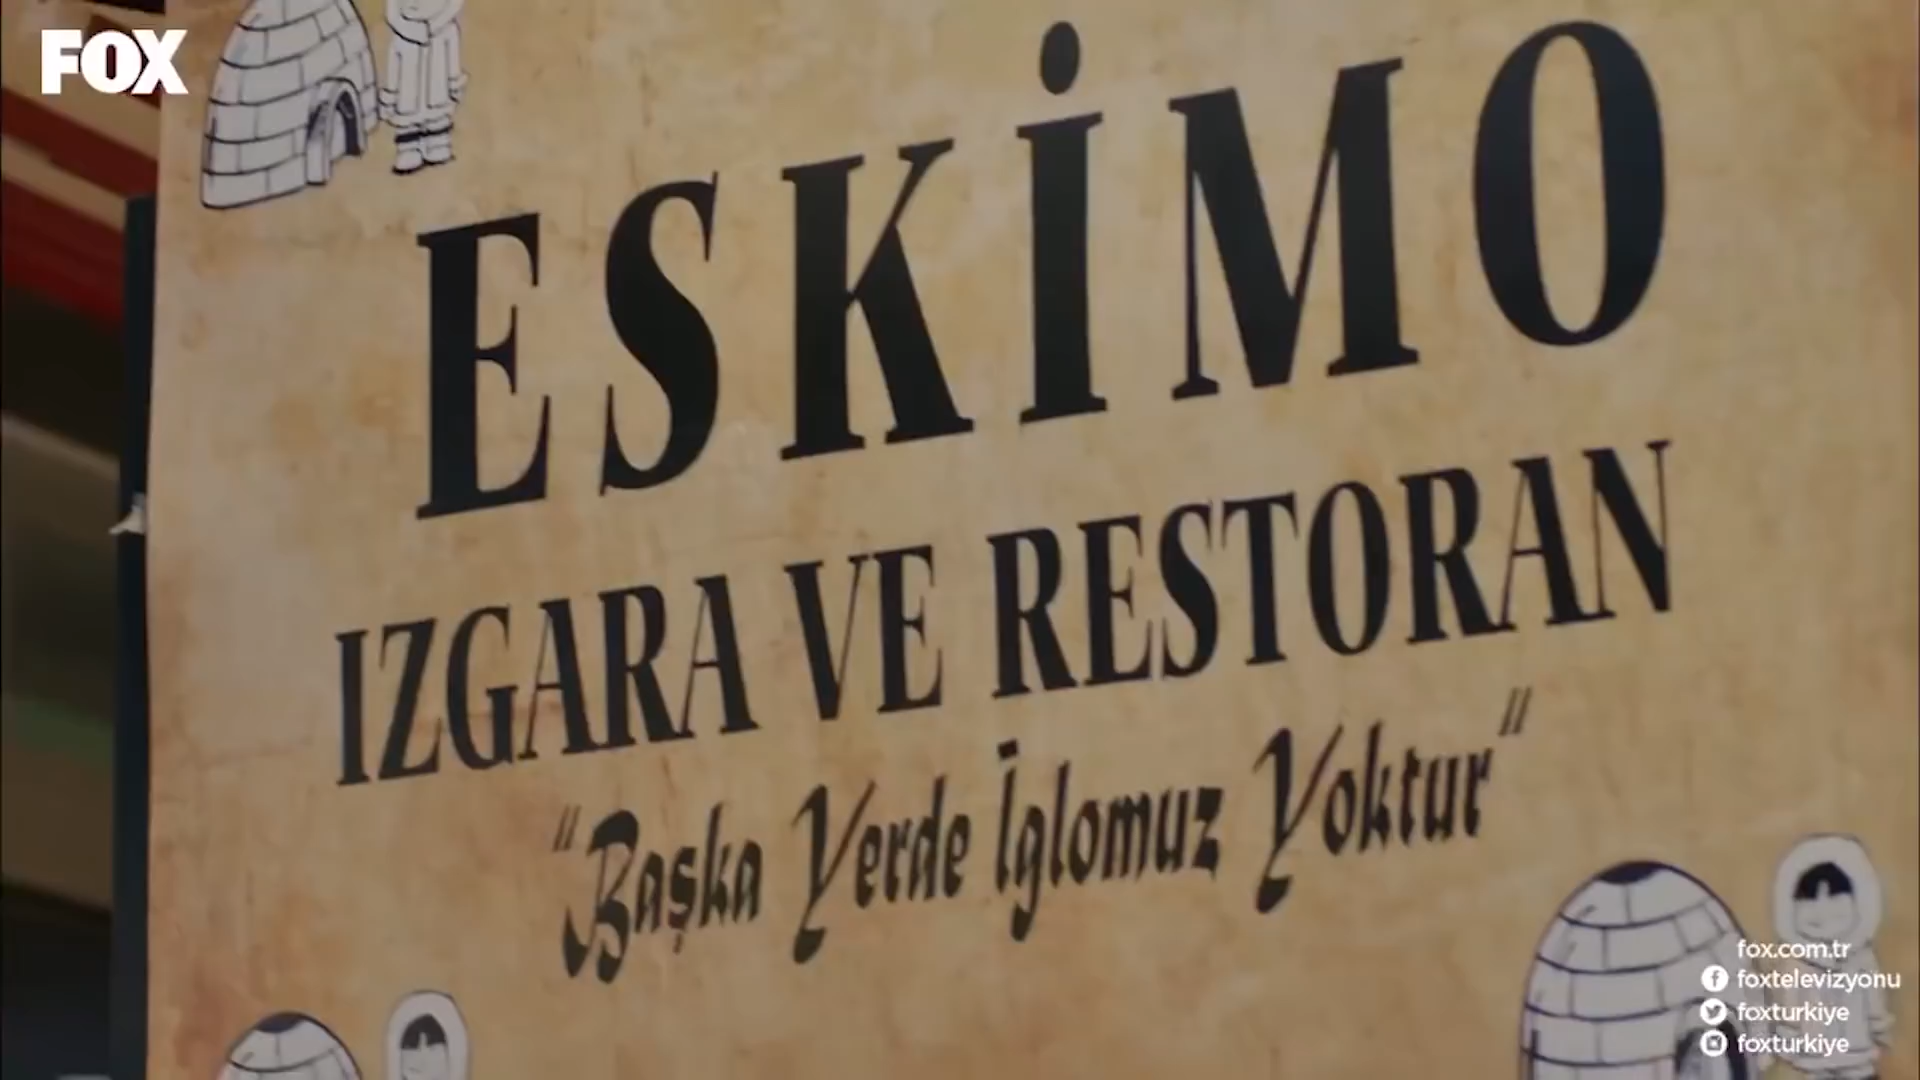 FOX
ESKİMO
IZGARA VE RESTORAN
"Başka Yerde İglomuz Yoktur"
fox.com.tr
foxtelevizyonu
foxturkiye
foxturkiye